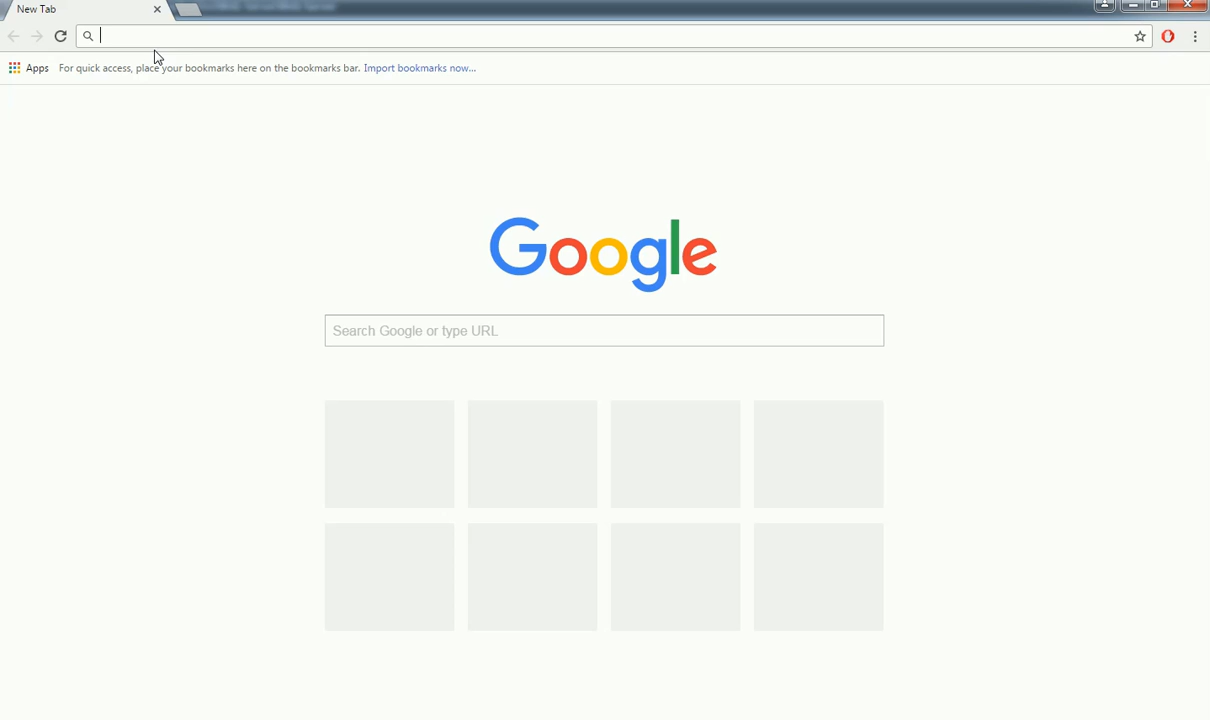 New Tab
Apps For quick access, place your bookmarks here on the bookmarks bar. Import bookmarks now...
Google
Search Google or type URL